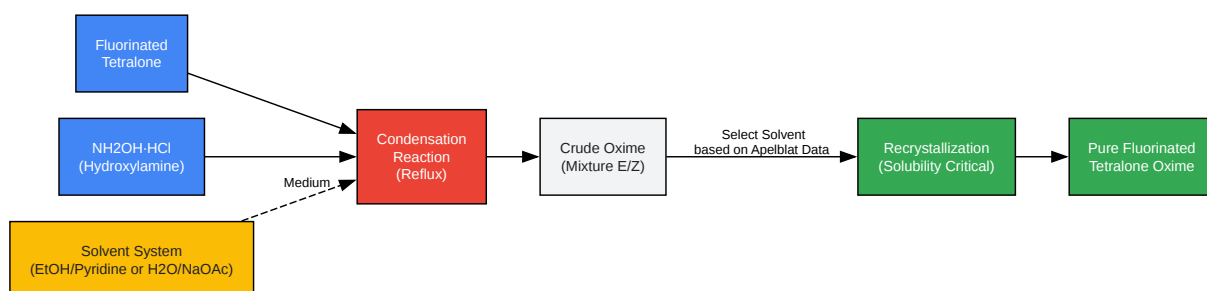 Fluorinated
Tetralone
NH2OH·HCl
(Hydroxylamine)
Medium
Solvent System
(EtOH/Pyridine or H2O/NaOAc)
Condensation
Reaction
(Reflux)
Crude Oxime
(Mixture E/Z)
Select Solvent
based on Apelblat Data
Recrystallization
(Solubility Critical)
Pure Fluorinated
Tetralone Oxime